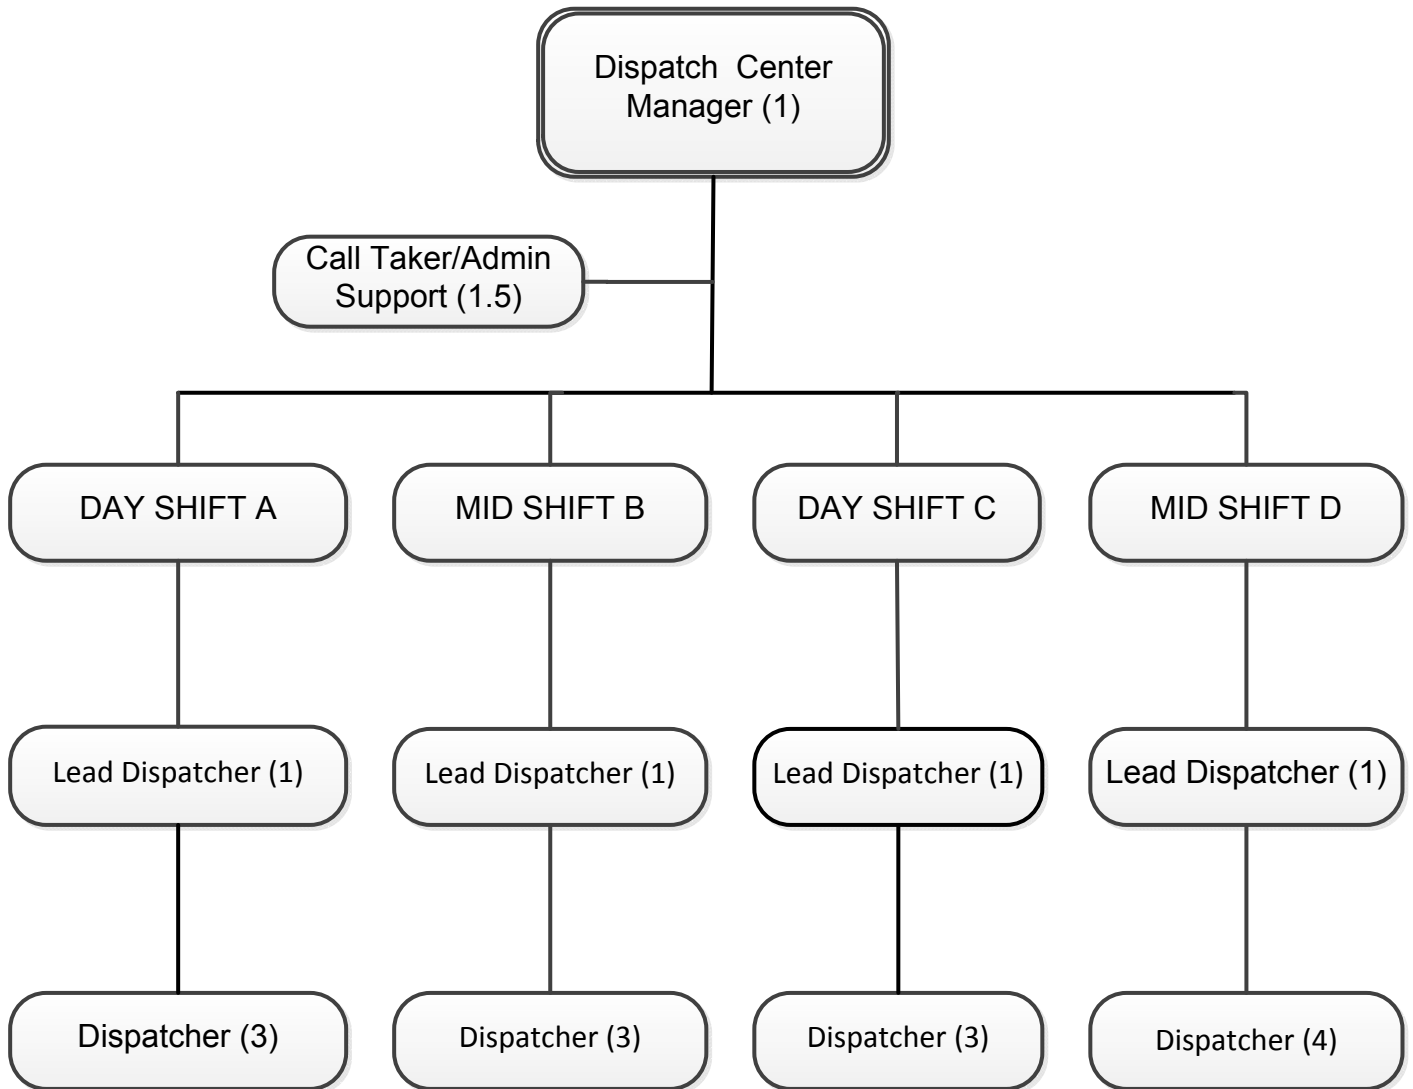 Dispatch Center
Manager (1)
Call Taker/Admin
Support (1.5)
DAY SHIFT A
MID SHIFT B
DAY SHIFT C
MID SHIFT D
Lead Dispatcher (1)
Lead Dispatcher (1)
Lead Dispatcher (1)
Lead Dispatcher (1)
Dispatcher (3)
Dispatcher (3)
Dispatcher (3)
Dispatcher (4)